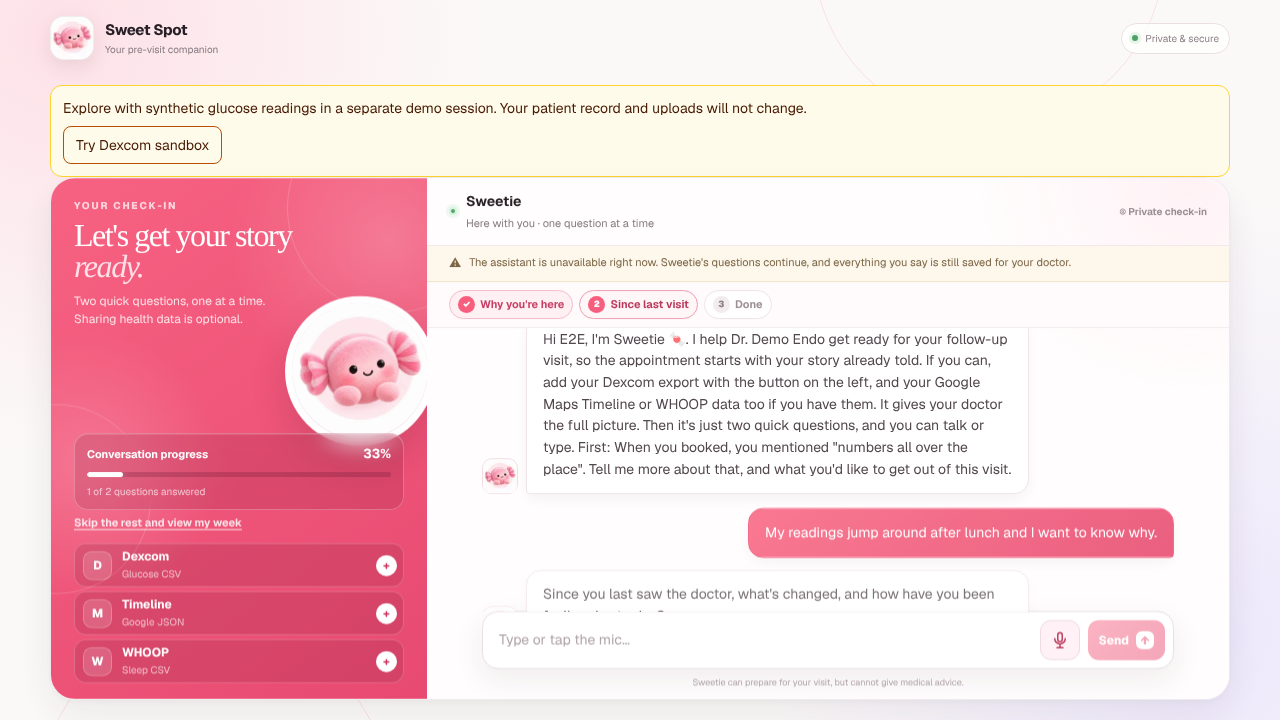 Sweet Spot
Your pre-visit companion
Private & secure
Explore with synthetic glucose readings in a separate demo session. Your patient record and uploads will not change.
Try Dexcom sandbox
YOUR CHECK-IN
Let's get your story
ready.
Two quick questions, one at a time.
Sharing health data is optional.
Conversation progress
33%
1 of 2 questions answered
Skip the rest and view my week
D
Dexcom
Glucose CSV
+
M
Timeline
Google JSON
+
W
WHOOP
Sleep CSV
+
Sweetie
Here with you · one question at a time
Private check-in
The assistant is unavailable right now. Sweetie's questions continue, and everything you say is still saved for your doctor.
Why you're here
2 Since last visit
3 Done
Hi E2E, I'm Sweetie 🍬. I help Dr. Demo Endo get ready for your follow-up
visit, so the appointment starts with your story already told. If you can,
add your Dexcom export with the button on the left, and your Google
Maps Timeline or WHOOP data too if you have them. It gives your doctor
the full picture. Then it's just two quick questions, and you can talk or
type. First: When you booked, you mentioned "numbers all over the
place". Tell me more about that, and what you'd like to get out of this visit.
My readings jump around after lunch and I want to know why.
Since you last saw the doctor, what's changed, and how have you been
Type or tap the mic...
Send
Sweetie can prepare for your visit, but cannot give medical advice.